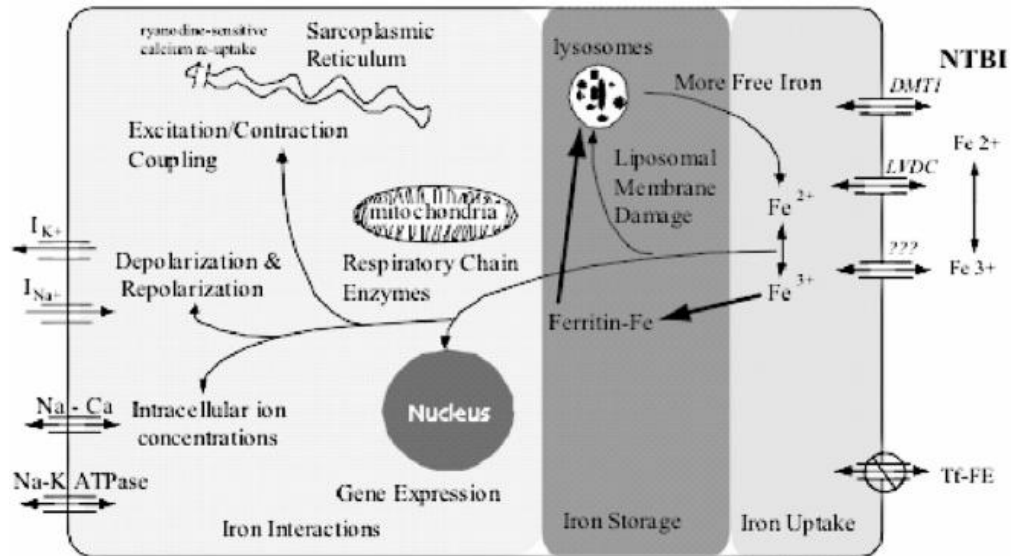 ryanodine-sensitive
calcium re-uptake
Sarcoplasmic
Reticulum
Excitation/Contraction
Coupling
mitochondria
Respiratory Chain
Enzymes
Depolarization &
Repolarization
I K+
I Na+
Na - Ca
Na-K ATPase
Intracellular ion
concentrations
Nucleus
Gene Expression
Iron Interactions
lysosomes
Liposomal
Membrane
Damage
Ferritin-Fe
Iron Storage
More Free Iron
Fe 2+
Fe 3+
Iron Uptake
NTBI
DMT1
LVDC
???
Fe 2+
Fe 3+
Tf-FE